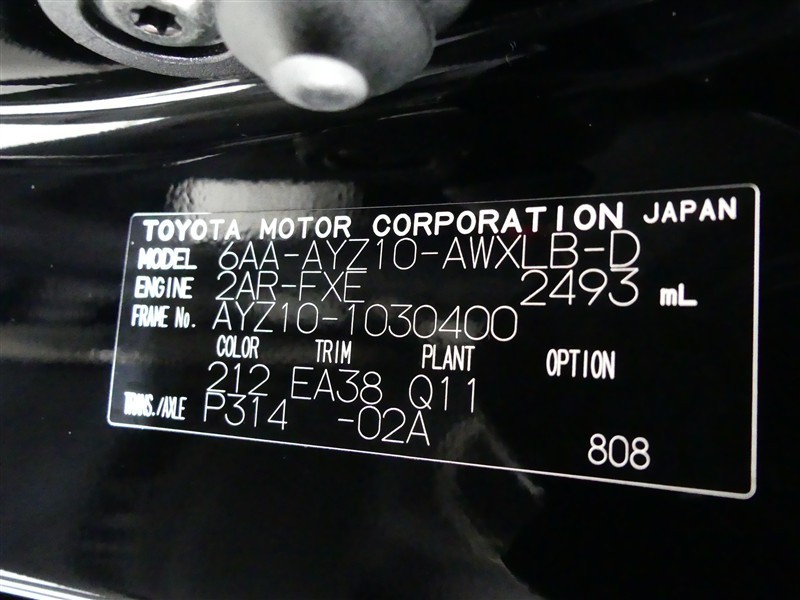 TOYOTA MOTOR CORPORATION JAPAN
MODEL 6AA-AYZ10-AWXLB-D
ENGINE 2AR-FXE 2493 mL
FRAME No. AYZ10-1030400
COLOR TRIM PLANT OPTION
212 EA38 Q11
TRANS./AXLE P314 -02A
808